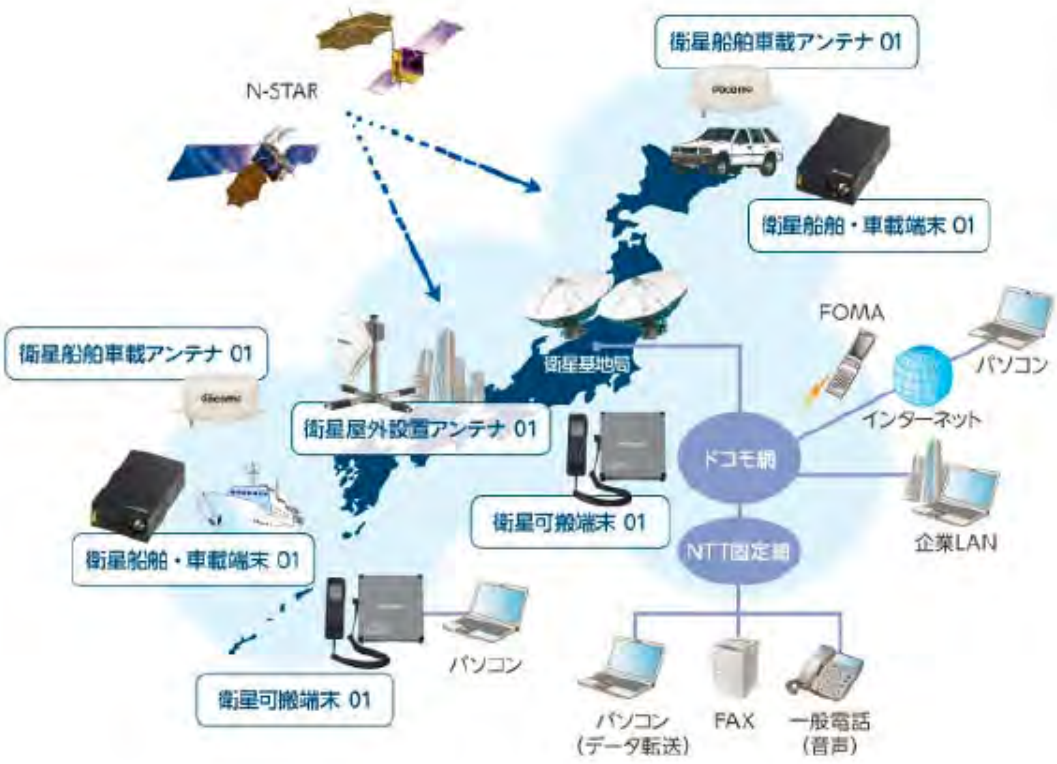 衛星船舶車載アンテナ 01
N-STAR
docomo
衛星船舶・車載端末 01
FOMA
パソコン
衛星船舶車載アンテナ 01
衛星基地局
インターネット
docomo
衛星屋外設置アンテナ 01
ドコモ網
衛星可搬端末 01
企業LAN
衛星船舶・車載端末 01
NTT固定網
パソコン
衛星可搬端末 01
パソコン
(データ転送)
FAX
一般電話
(音声)